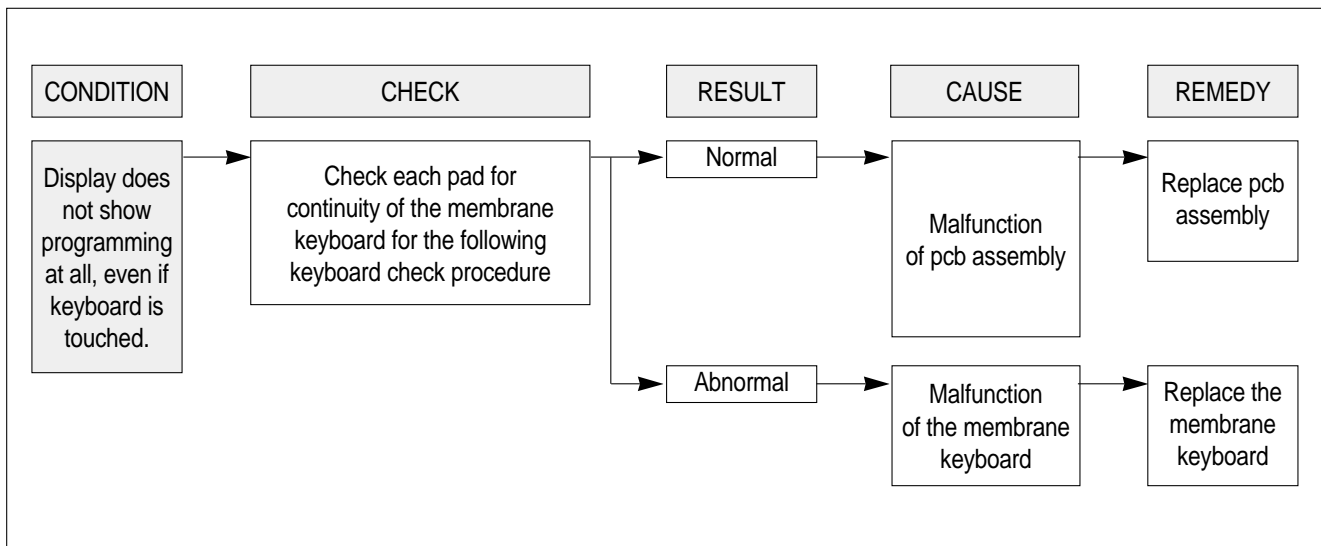 CONDITION
CHECK
RESULT
CAUSE
REMEDY
Display does
not show
programming
at all, even if
keyboard is
touched.
Check each pad for
continuity of the membrane
keyboard for the following
keyboard check procedure
Normal
Malfunction
of pcb assembly
Replace pcb
assembly
Abnormal
Malfunction
of the membrane
keyboard
Replace the
membrane
keyboard